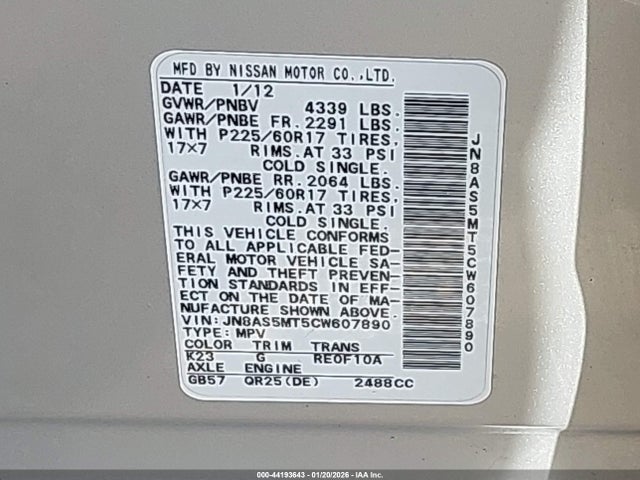 MFD BY NISSAN MOTOR CO.,LTD.
DATE 1/12
GVWR/PNBV 4339 LBS.
GAWR/PNBE FR.2291 LBS.
WITH P225/60R17 TIRES,
17×7 RIMS.AT 33 PSI
COLD SINGLE.
GAWR/PNBE RR.2064 LBS.
WITH P225/60R17 TIRES,
17×7 RIMS.AT 33 PSI
COLD SINGLE.
THIS VEHICLE CONFORMS
TO ALL APPLICABLE FED-
ERAL MOTOR VEHICLE SA-
FETY AND THEFT PREVEN-
TION STANDARDS IN EFF-
ECT ON THE DATE OF MA-
NUFACTURE SHOWN ABOVE.
VIN:JN8AS5MT5CW607890
TYPE:MPV
COLOR TRIM TRANS
K23 G RE0F10A
AXLE ENGINE
GB57 QR25(DE) 2488CC
JN8AS5MT5CW607890
000-44193643 - 01/20/2026 - IAA Inc.